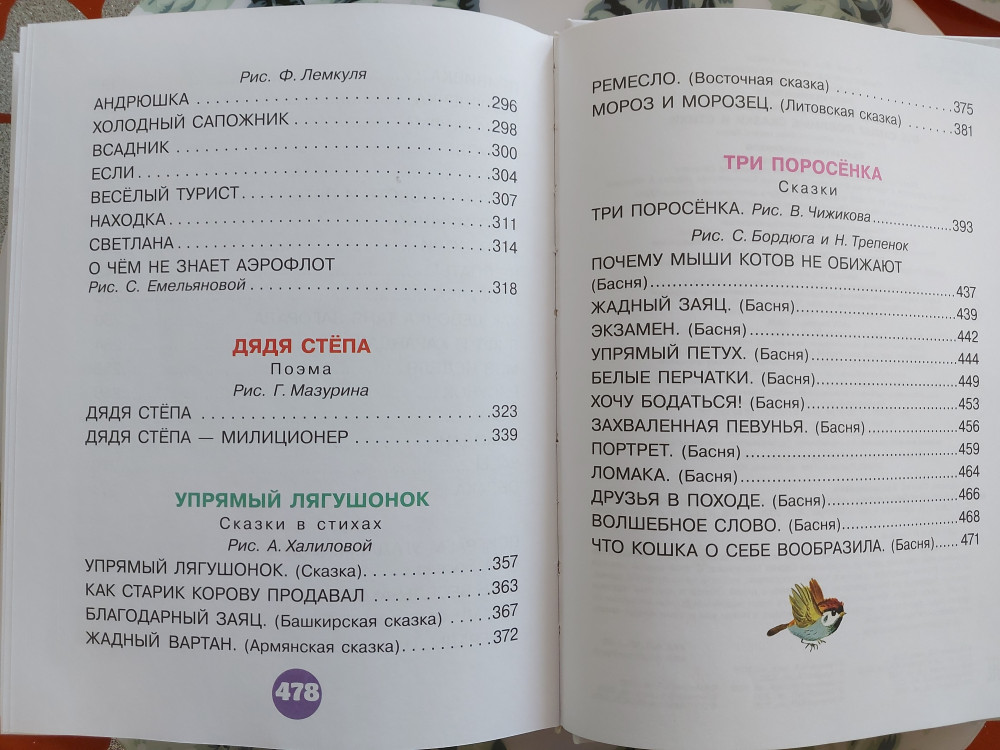 Рис. Ф. Лемкуля
АНДРЮШКА . . . . . . . . . . . . . . . . . . . . . . . . . . . . . . 296
ХОЛОДНЫЙ САПОЖНИК . . . . . . . . . . . . . . . . . . . . 298
ВСАДНИК . . . . . . . . . . . . . . . . . . . . . . . . . . . . . . . 300
ЕСЛИ . . . . . . . . . . . . . . . . . . . . . . . . . . . . . . . . . . . 304
ВЕСЁЛЫЙ ТУРИСТ . . . . . . . . . . . . . . . . . . . . . . . . . 307
НАХОДКА . . . . . . . . . . . . . . . . . . . . . . . . . . . . . . . . 311
СВЕТЛАНА . . . . . . . . . . . . . . . . . . . . . . . . . . . . . . . 314
О ЧЁМ НЕ ЗНАЕТ АЭРОФЛОТ
Рис. С. Емельяновой . . . . . . . . . . . . . . . . . . . . . . . . 318
ДЯДЯ СТЁПА
Поэма
Рис. Г. Мазурина
ДЯДЯ СТЁПА . . . . . . . . . . . . . . . . . . . . . . . . . . . . . 323
ДЯДЯ СТЁПА — МИЛИЦИОНЕР . . . . . . . . . . . . . . 339
УПРЯМЫЙ ЛЯГУШОНОК
Сказки в стихах
Рис. А. Халиловой
УПРЯМЫЙ ЛЯГУШОНОК. (Сказка) . . . . . . . . . . . . . 357
КАК СТАРИК КОРОВУ ПРОДАВАЛ . . . . . . . . . . . . 363
БЛАГОДАРНЫЙ ЗАЯЦ. (Башкирская сказка) . . . . . 367
ЖАДНЫЙ ВАРТАН. (Армянская сказка) . . . . . . . . . . 372
478
РЕМЕСЛО. (Восточная сказка) . . . . . . . . . . . . . . . 375
МОРОЗ И МОРОЗЕЦ. (Литовская сказка) . . . . . . . 381
ТРИ ПОРОСЁНКА
Сказки
ТРИ ПОРОСЁНКА. Рис. В. Чижикова . . . . . . . . . . . . 393
Рис. С. Бордюга и Н. Трепенок
ПОЧЕМУ МЫШИ КОТОВ НЕ ОБИЖАЮТ
(Басня) . . . . . . . . . . . . . . . . . . . . . . . . . . . . . . . . . . 437
ЖАДНЫЙ ЗАЯЦ. (Басня) . . . . . . . . . . . . . . . . . . . . 439
ЭКЗАМЕН. (Басня) . . . . . . . . . . . . . . . . . . . . . . . . . 442
УПРЯМЫЙ ПЕТУХ. (Басня) . . . . . . . . . . . . . . . . . . . 444
БЕЛЫЕ ПЕРЧАТКИ. (Басня) . . . . . . . . . . . . . . . . . . 449
ХОЧУ БОДАТЬСЯ! (Басня) . . . . . . . . . . . . . . . . . . . 453
ЗАХВАЛЕННАЯ ПЕВУНЬЯ. (Басня) . . . . . . . . . . . . . 456
ПОРТРЕТ. (Басня) . . . . . . . . . . . . . . . . . . . . . . . . . 459
ЛОМАКА. (Басня) . . . . . . . . . . . . . . . . . . . . . . . . . . 464
ДРУЗЬЯ В ПОХОДЕ. (Басня) . . . . . . . . . . . . . . . . . 466
ВОЛШЕБНОЕ СЛОВО. (Басня) . . . . . . . . . . . . . . . . 468
ЧТО КОШКА О СЕБЕ ВООБРАЗИЛА. (Басня) . . . . . . 471